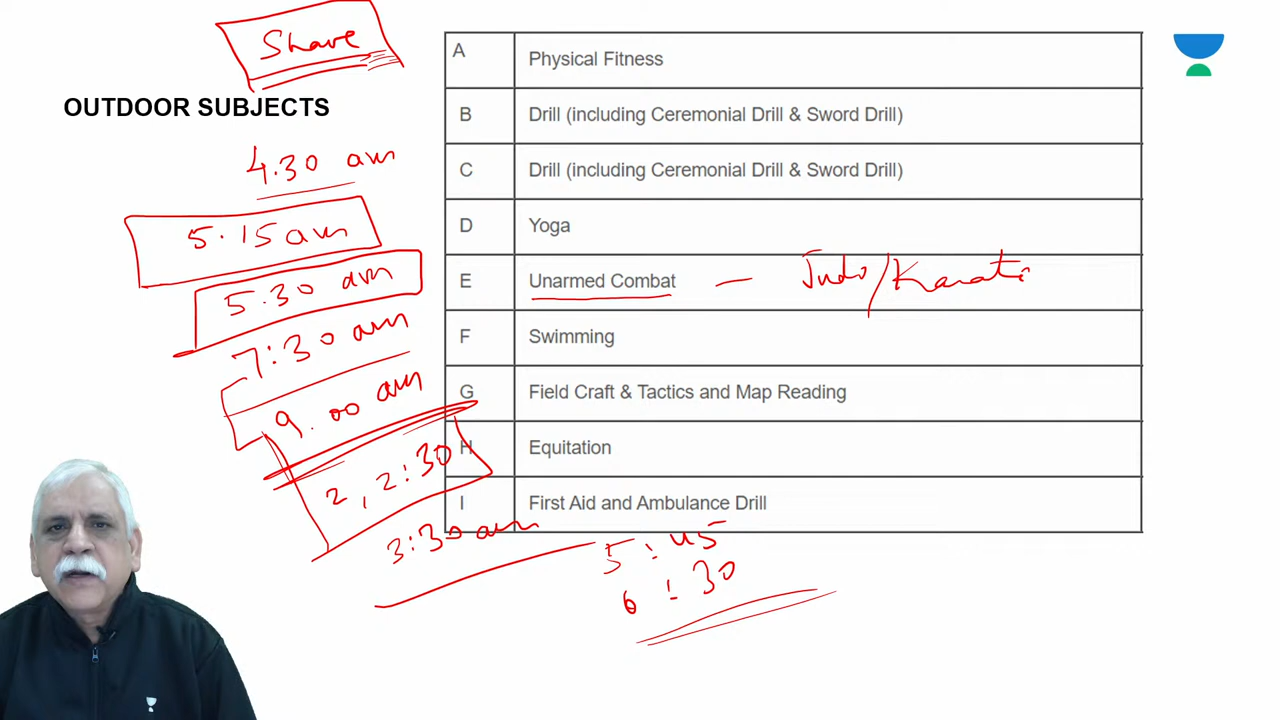 Shave
OUTDOOR SUBJECTS
4.30 am
5.15 am
5.30 am
7:30 am
9.00 am
2, 2:30
3:30 am
5:45
6:30
A Physical Fitness
B Drill (including Ceremonial Drill & Sword Drill)
C Drill (including Ceremonial Drill & Sword Drill)
D Yoga
E Unarmed Combat — Judo/Karate
F Swimming
G Field Craft & Tactics and Map Reading
H Equitation
I First Aid and Ambulance Drill